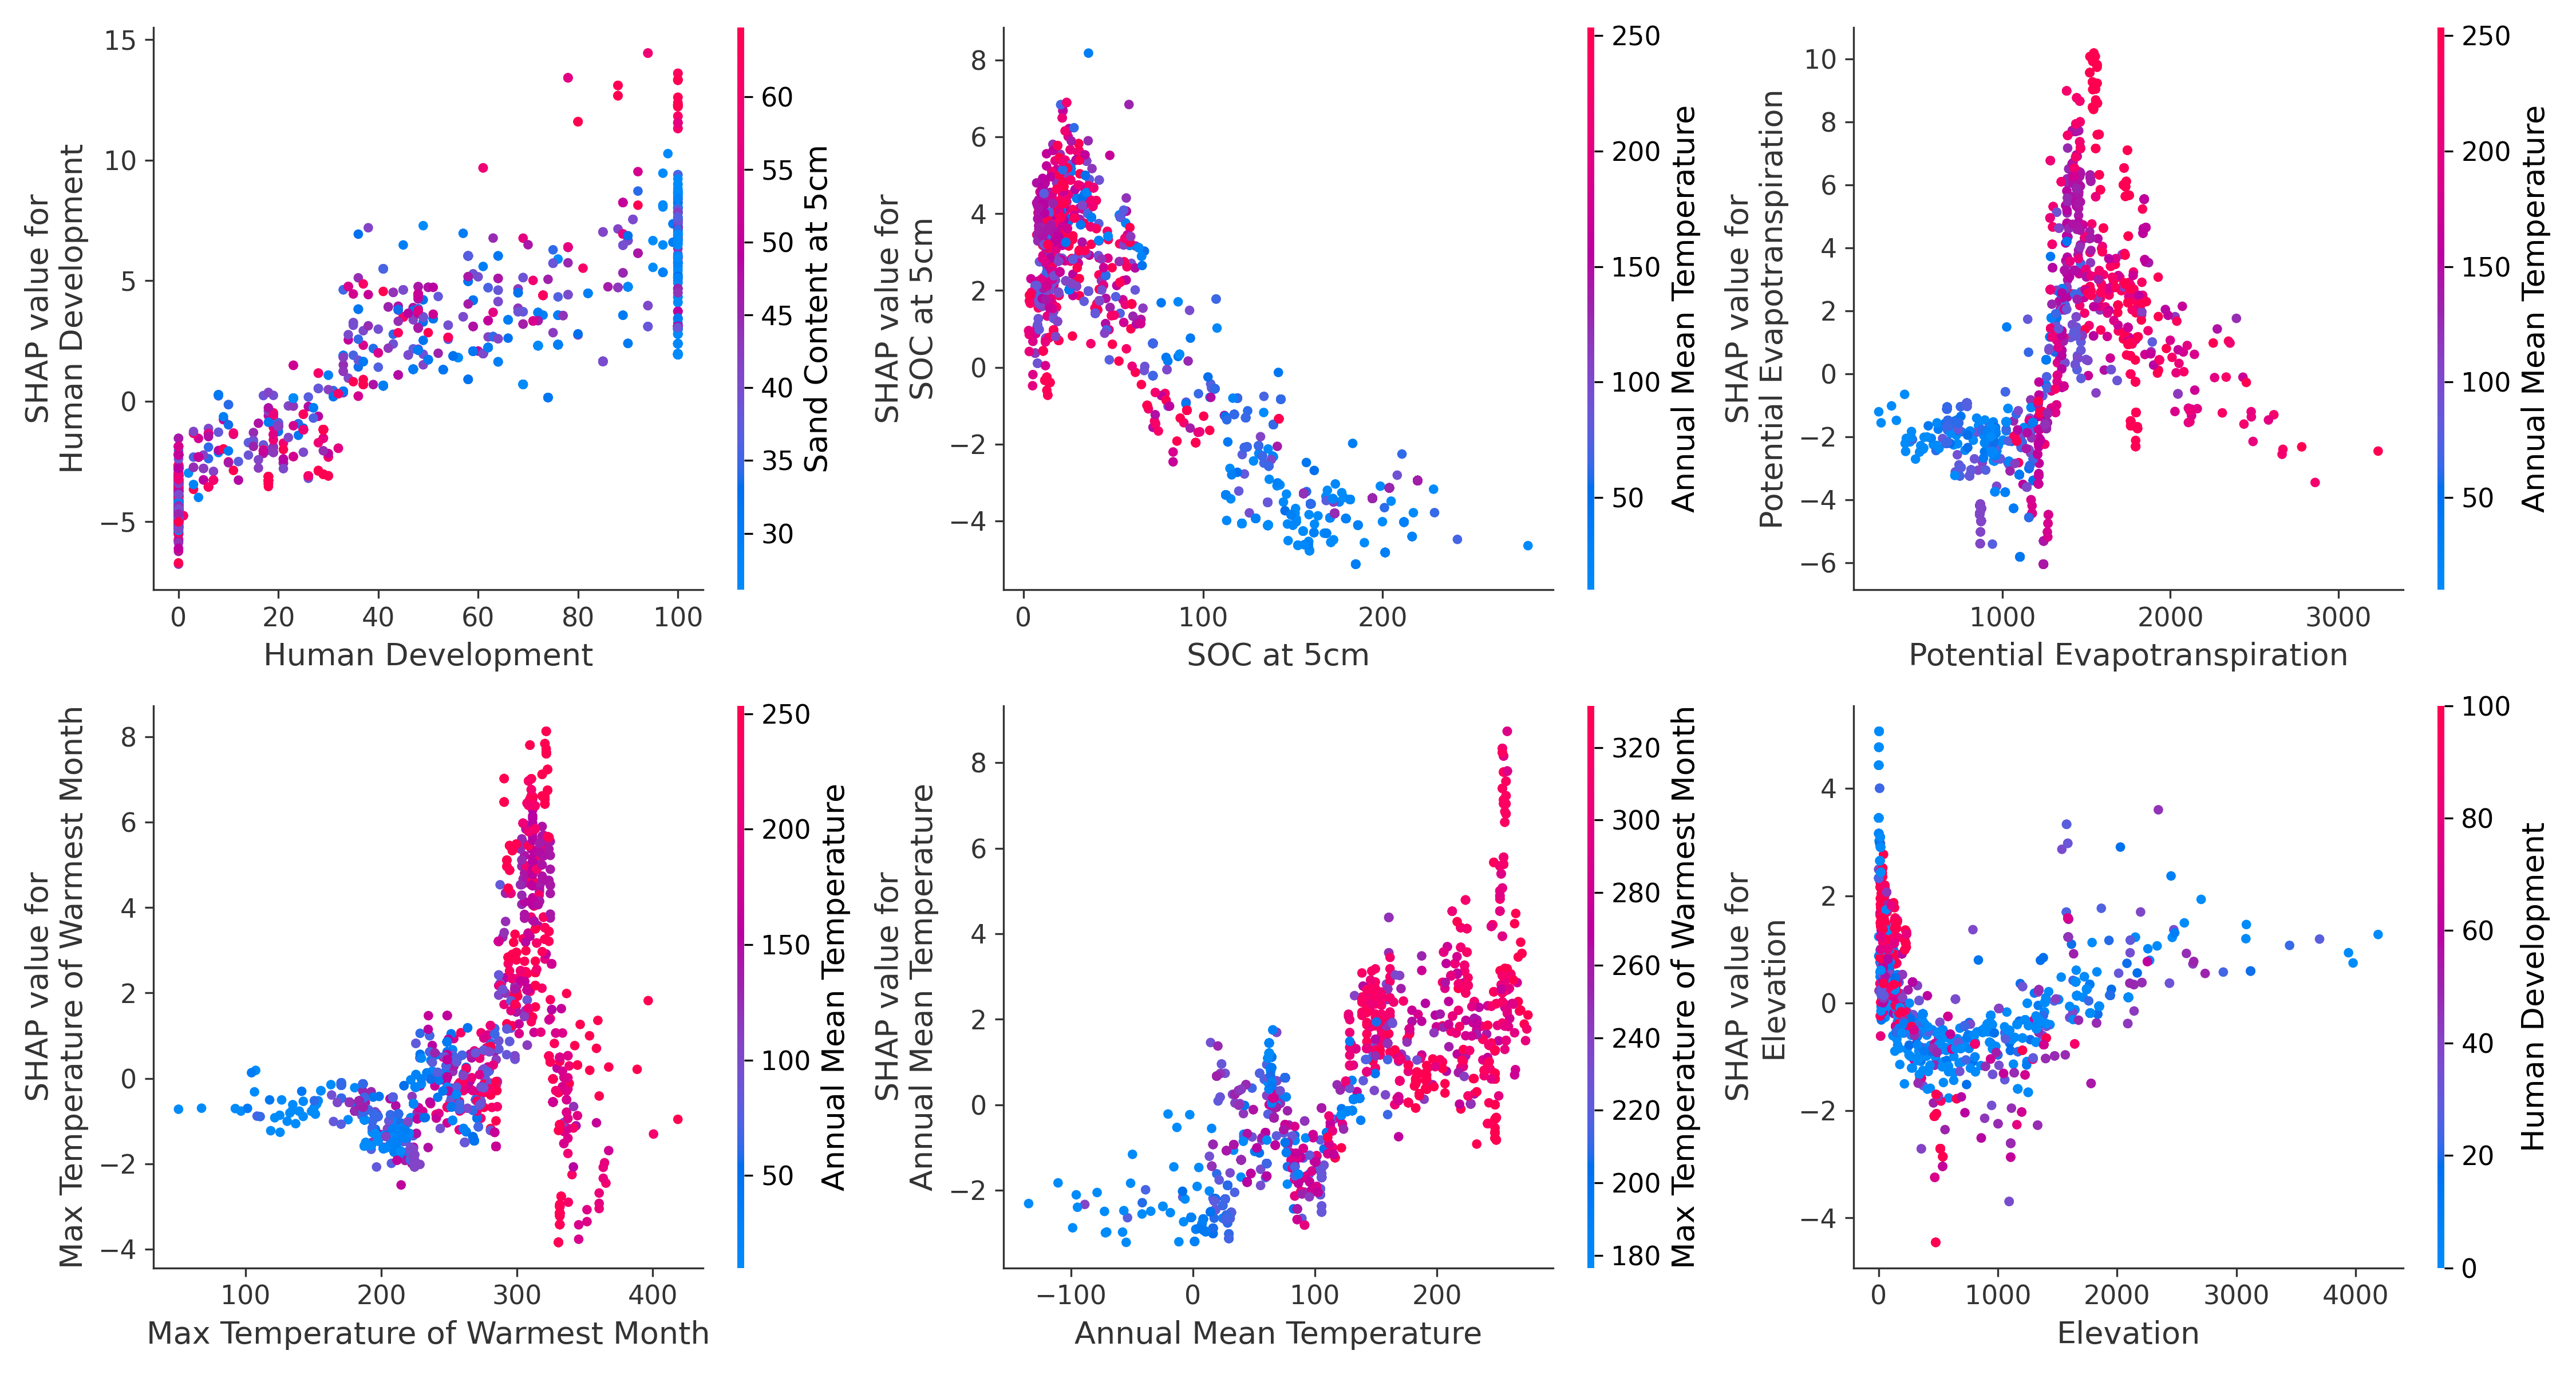 15
10
5
0
−5
SHAP value for
Human Development
0 20 40 60 80 100
Human Development
60
55
50
45
40
35
30
Sand Content at 5cm
8
6
4
2
0
−2
−4
SHAP value for
SOC at 5cm
0 100 200
SOC at 5cm
250
200
150
100
50
Annual Mean Temperature
10
8
6
4
2
0
−2
−4
−6
SHAP value for
Potential Evapotranspiration
1000 2000 3000
Potential Evapotranspiration
250
200
150
100
50
Annual Mean Temperature
8
6
4
2
0
−2
−4
SHAP value for
Max Temperature of Warmest Month
100 200 300 400
Max Temperature of Warmest Month
250
200
150
100
50
Annual Mean Temperature
8
6
4
2
0
−2
SHAP value for
Annual Mean Temperature
−100 0 100 200
Annual Mean Temperature
320
300
280
260
240
220
200
180
Max Temperature of Warmest Month
4
2
0
−2
−4
SHAP value for
Elevation
0 1000 2000 3000 4000
Elevation
100
80
60
40
20
0
Human Development